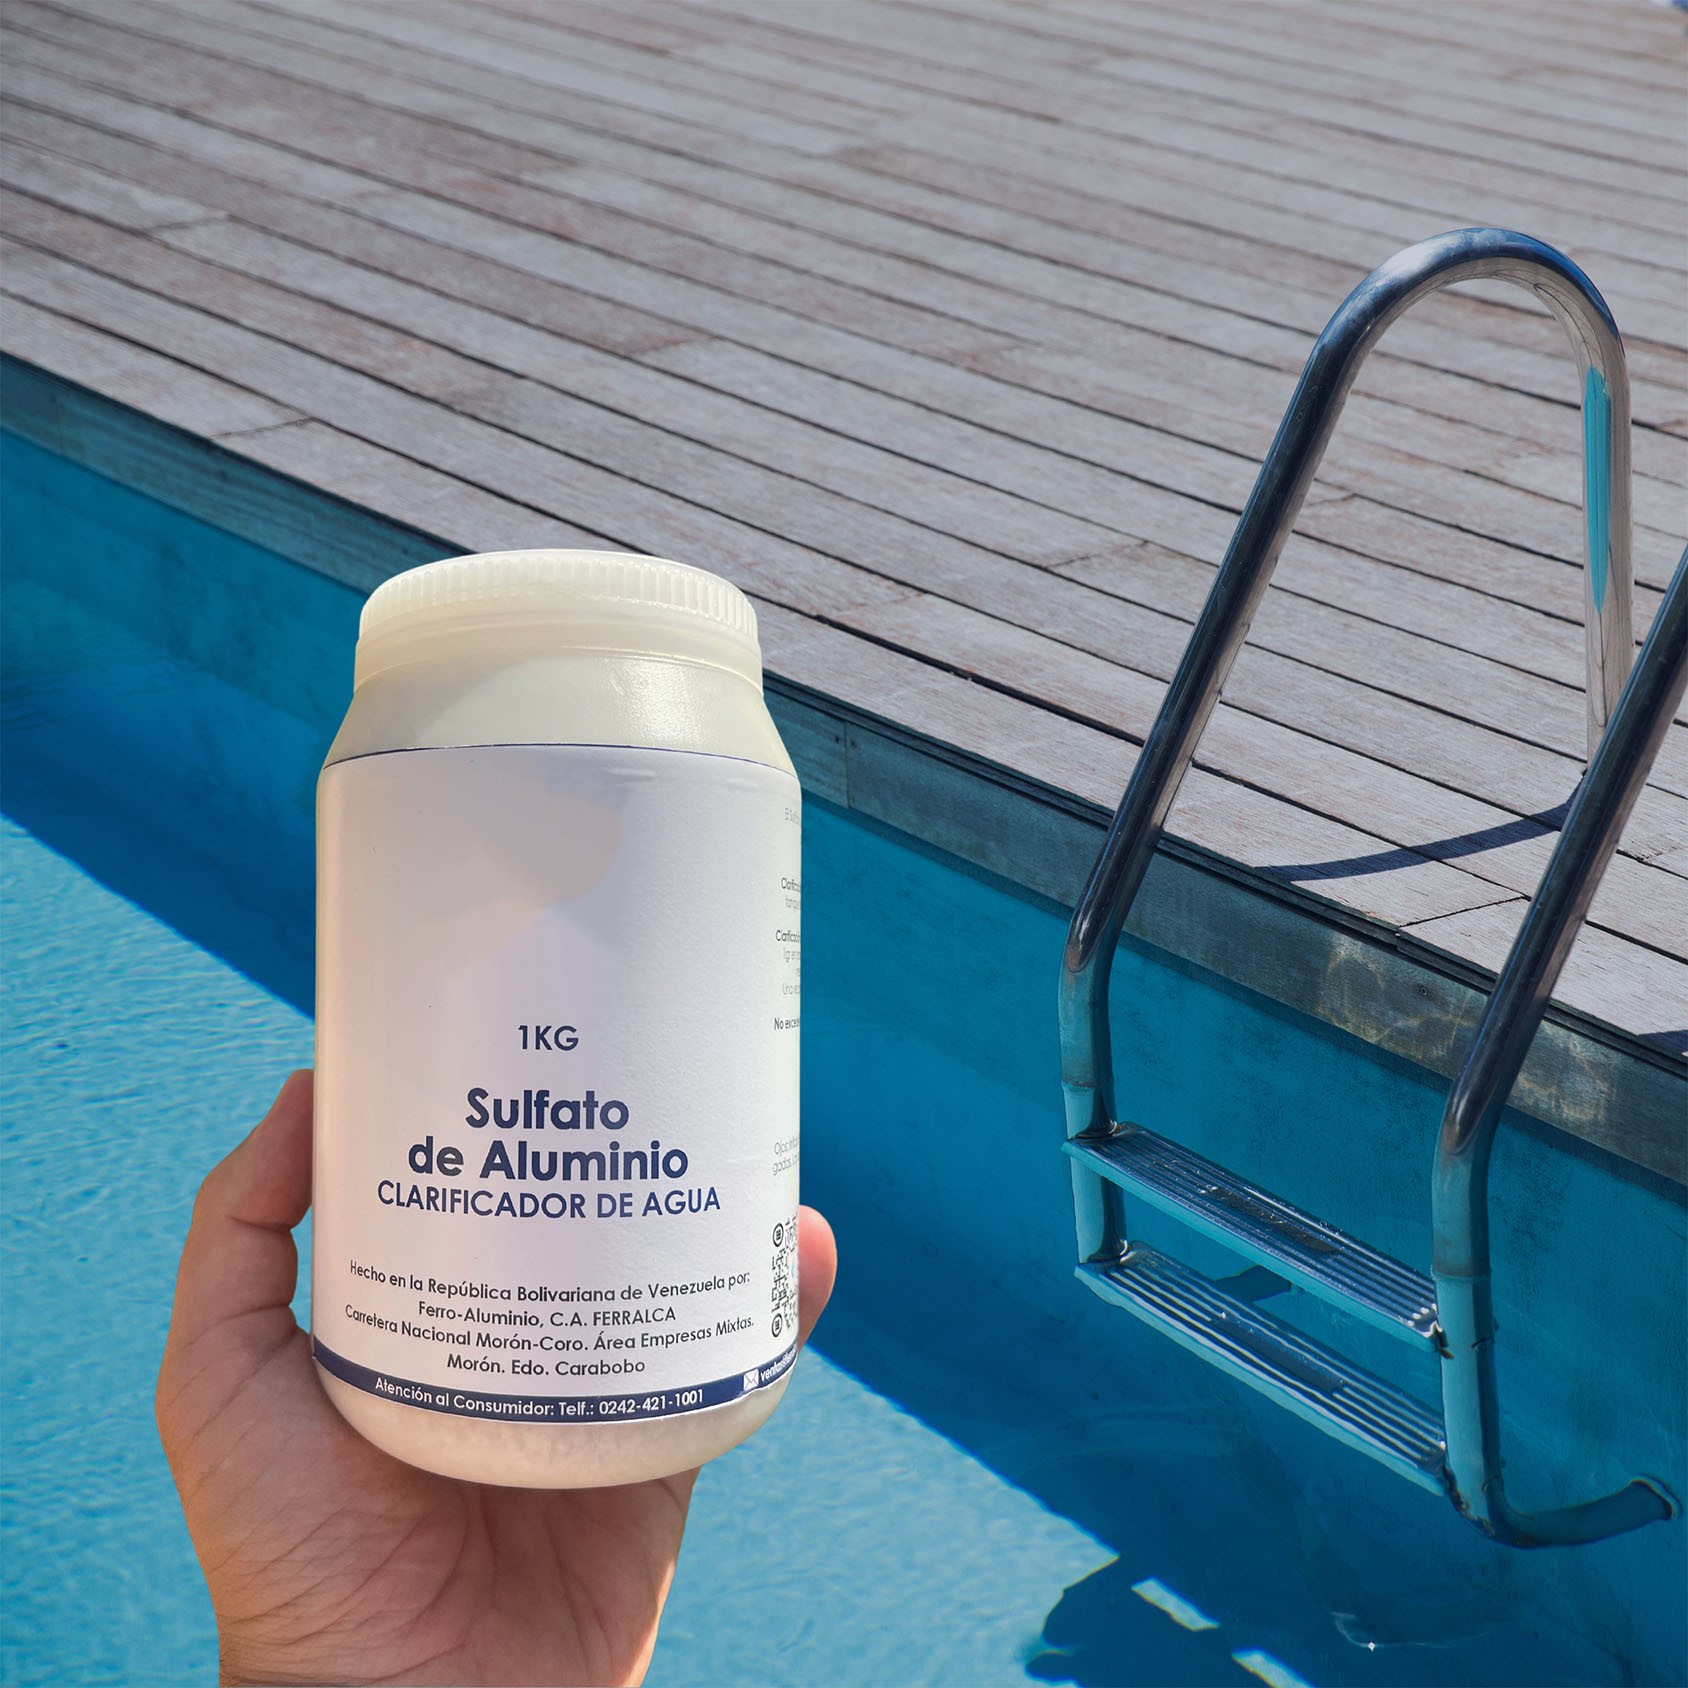 1KG
Sulfato
de Aluminio
CLARIFICADOR DE AGUA
Hecho en la República Bolivariana de Venezuela por:
Ferro-Aluminio, C.A. FERRALCA
Carretera Nacional Morón-Coro. Área Empresas Mixtas.
Morón. Edo. Carabobo
Atención al Consumidor: Telf.: 0242-421-1001
El
No